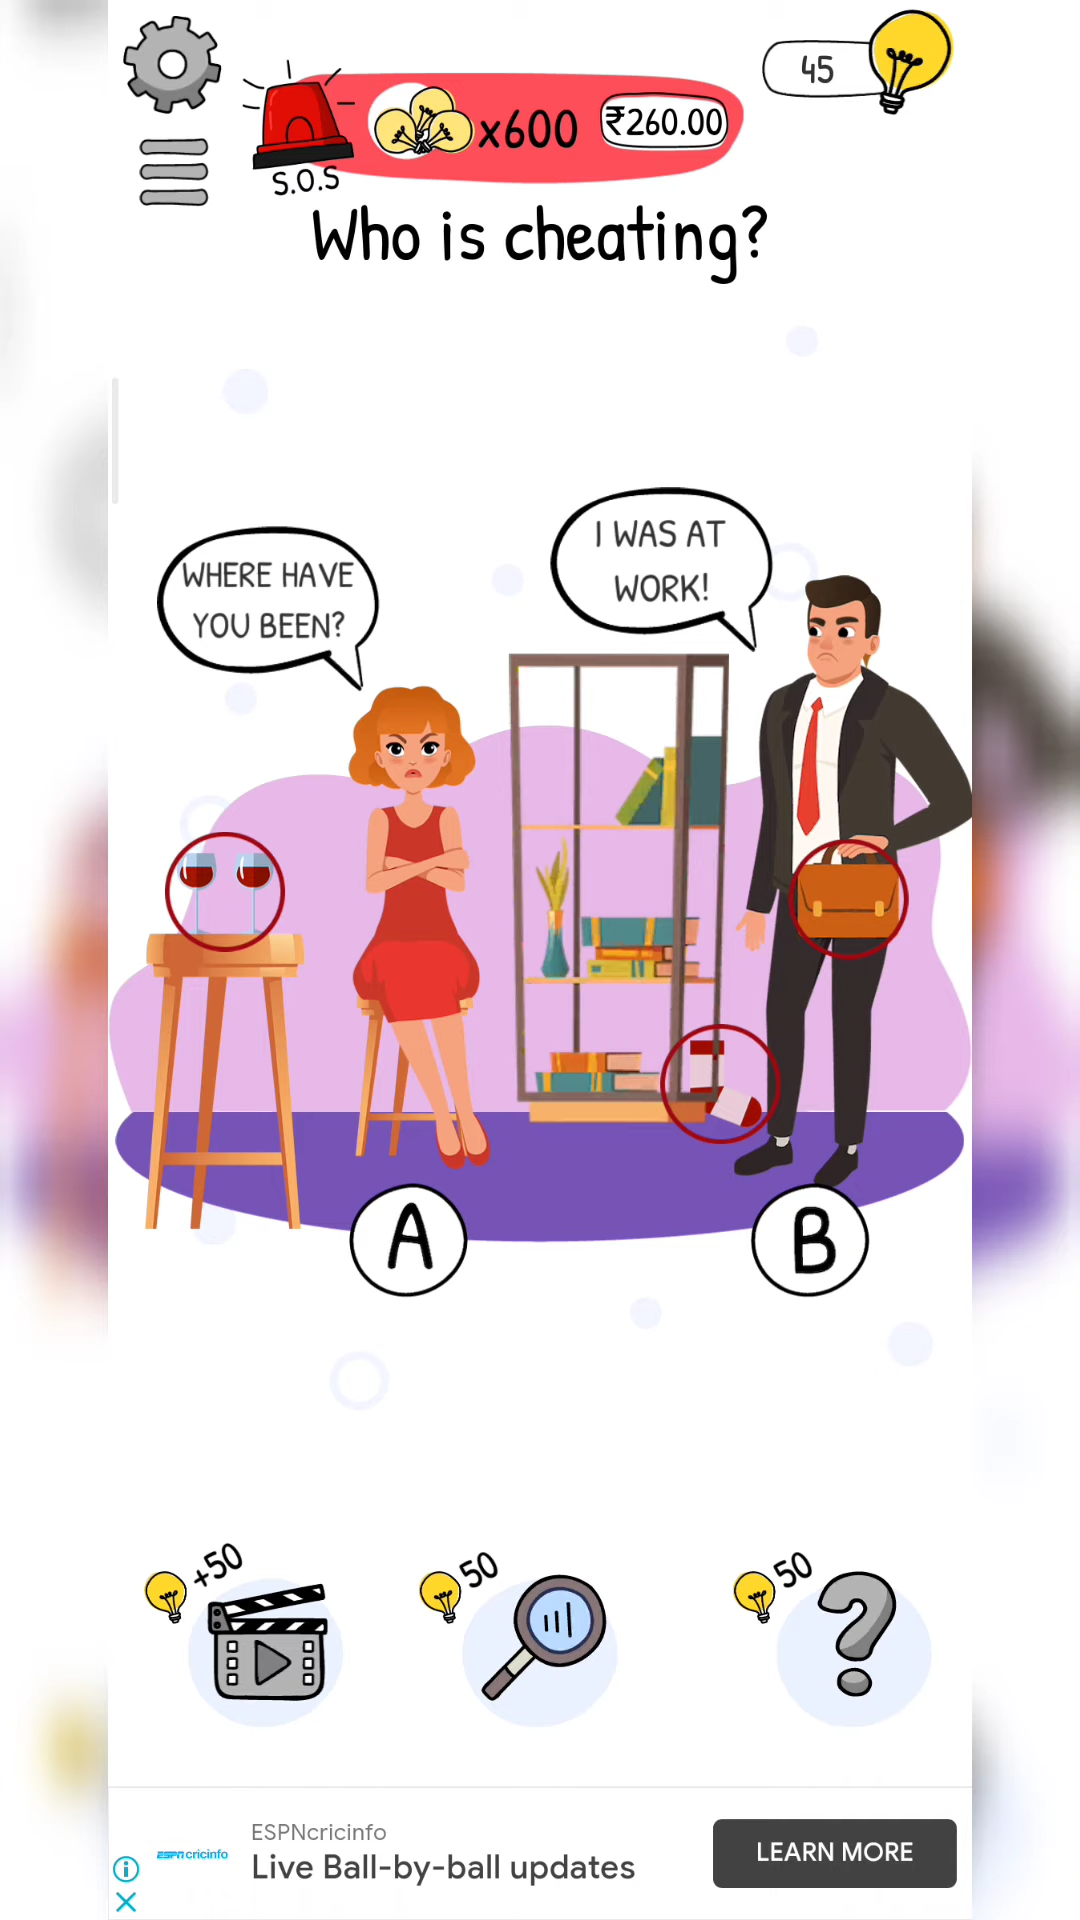 45
x600
₹260.00
S.O.S
Who is cheating?
I WAS AT
WORK!
WHERE HAVE
YOU BEEN?
A
B
+50
50
50
ESPNcricinfo
ESPNcricinfo
Live Ball-by-ball updates
LEARN MORE